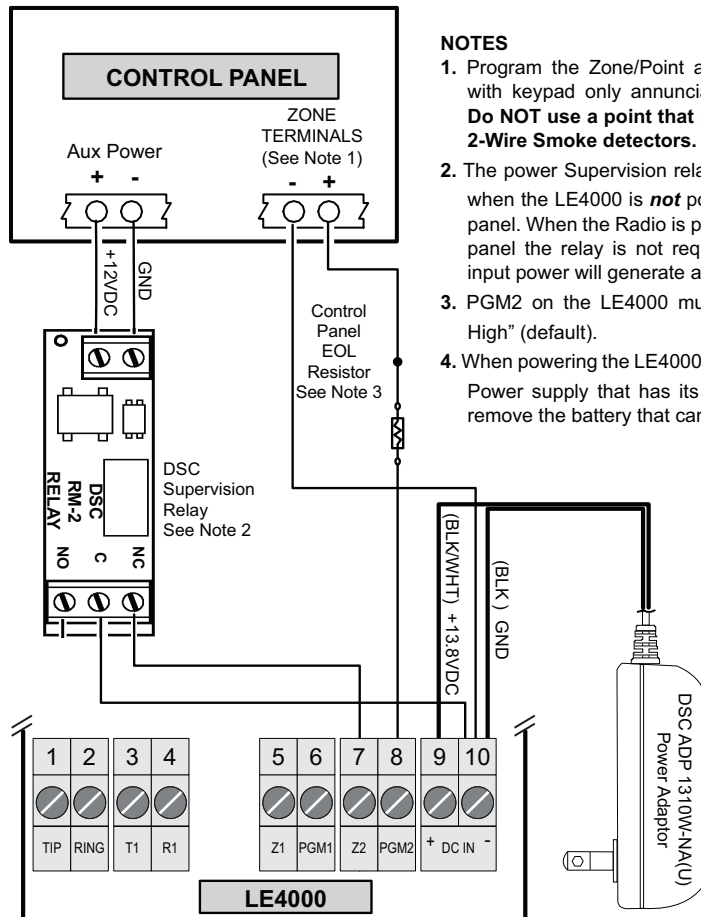 CONTROL PANEL
Aux Power
+ -
ZONE
TERMINALS
(See Note 1)
- +
+12VDC
GND
Control
Panel
EOL
Resistor
See Note 3
DSC
RM-2
RELAY
NO C NC
DSC
Supervision
Relay
See Note 2
(BLK/WHT) +13.8VDC
(BLK ) GND
DSC ADP 1310W-NA(U)
Power Adaptor
1 2 3 4 5 6 7 8 9 10
TIP RING T1 R1 Z1 PGM1 Z2 PGM2 + DC IN -
LE4000
NOTES
1. Program the Zone/Point a
with keypad only annuncia
Do NOT use a point that
2-Wire Smoke detectors.
2. The power Supervision rela
when the LE4000 is not po
panel. When the Radio is p
panel the relay is not requ
input power will generate a
3. PGM2 on the LE4000 mu
High” (default).
4. When powering the LE4000
Power supply that has its
remove the battery that car